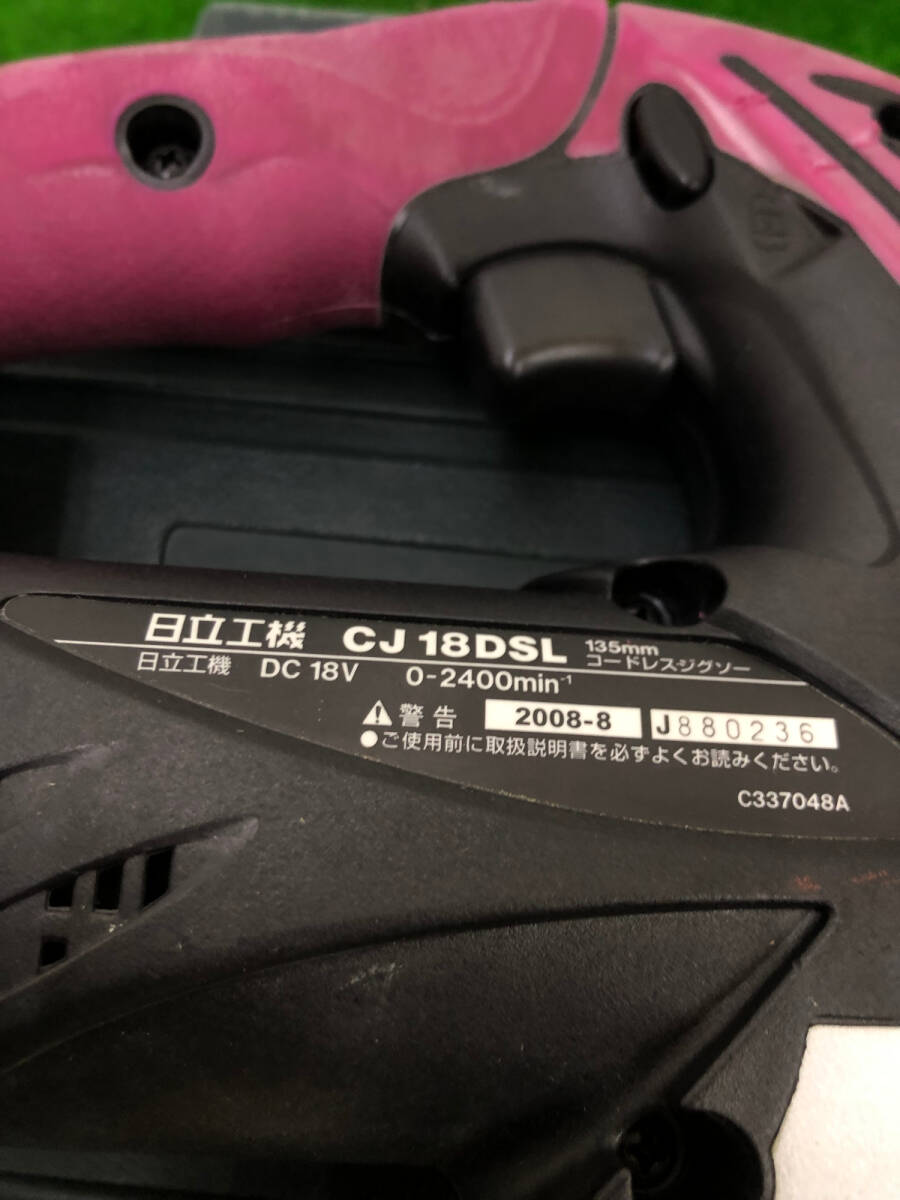 日立工機 CJ 18DSL 135mm
コードレスジグソー
日立工機 DC 18V 0-2400min⁻¹
⚠警告 2008-8 J880236
●ご使用前に取扱説明書を必ずよくお読みください。
C337048A